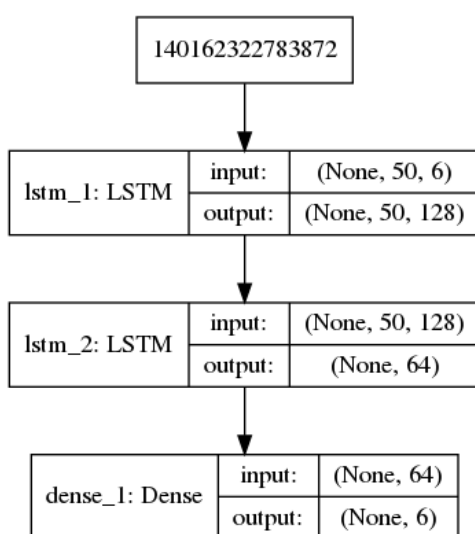 140162322783872
lstm_1: LSTM
input:
(None, 50, 6)
output:
(None, 50, 128)
lstm_2: LSTM
input:
(None, 50, 128)
output:
(None, 64)
dense_1: Dense
input:
(None, 64)
output:
(None, 6)